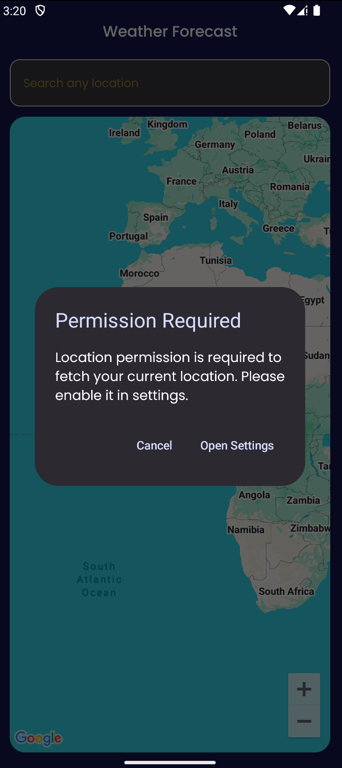 3:20
Weather Forecast
Search any location
Ireland
Kingdom
Belarus
Poland
Germany
Ukrain
Austria
France
Romania
Italy
Spain
Greece
Portugal
Tunisia
Morocco
Egypt
Permission Required
Location permission is required to
fetch your current location. Please
enable it in settings.
Sudan
Cancel
Open Settings
Ta
Angola
Zambia
Namibia
Zimbabw
South
Atlantic
Ocean
South Africa
+
−
Google